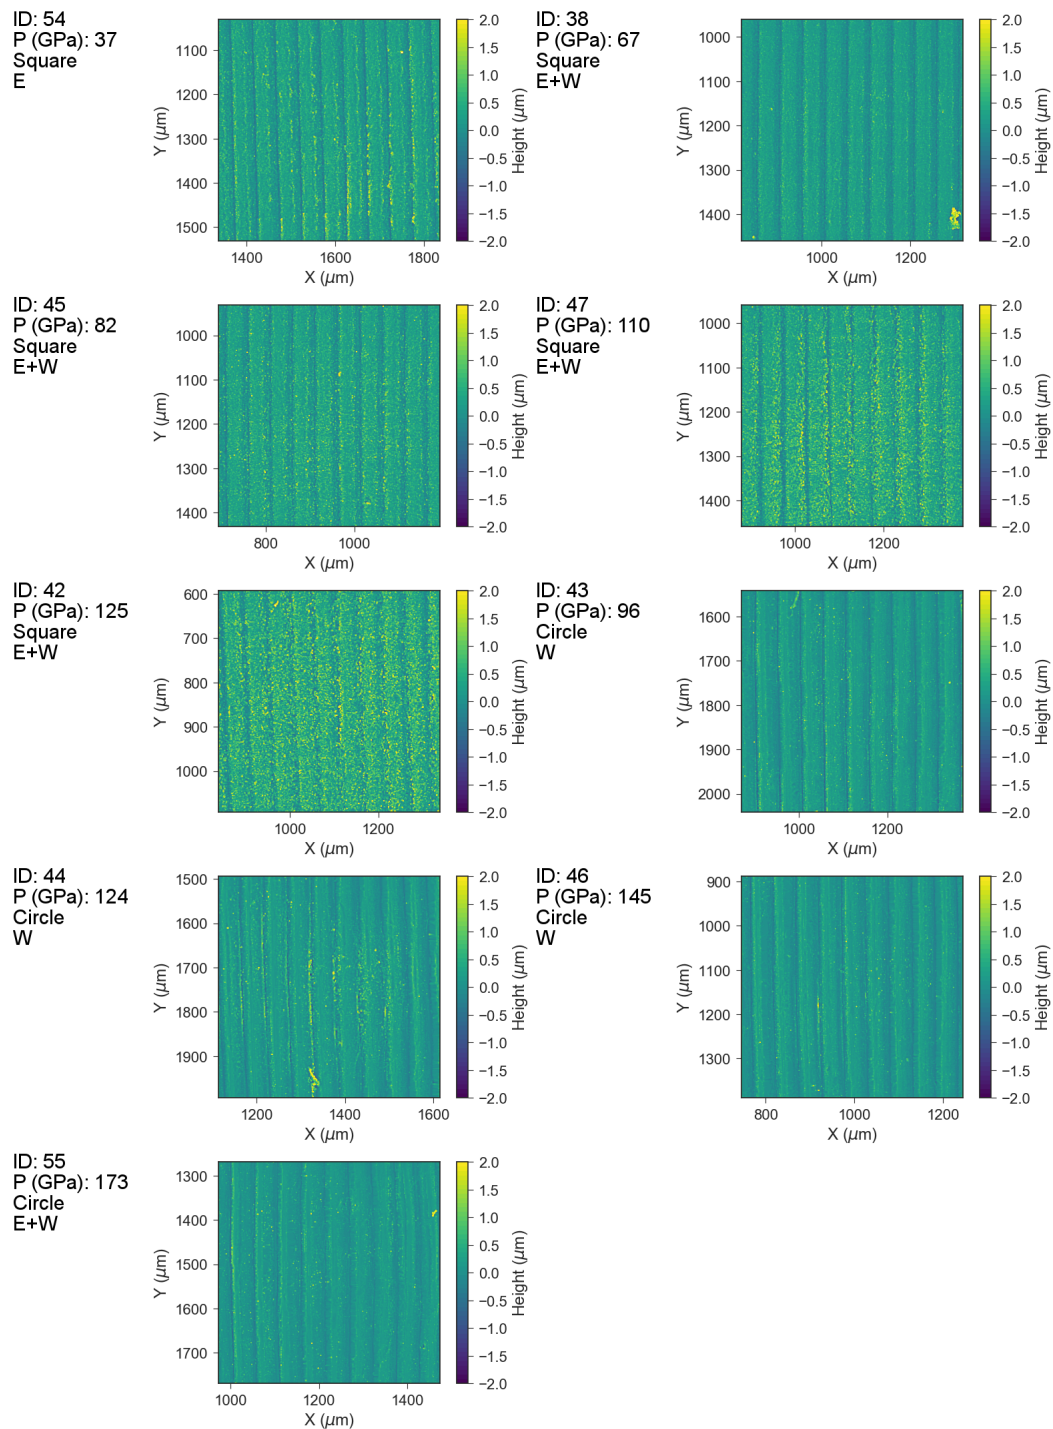 ID: 54
P (GPa): 37
Square
E
1100
1200
1300
1400
1500
Y (μm)
1400
1600
1800
X (μm)
2.0
1.5
1.0
0.5
0.0
−0.5
−1.0
−1.5
−2.0
Height (μm)
ID: 38
P (GPa): 67
Square
E+W
1000
1100
1200
1300
1400
Y (μm)
1000
1200
X (μm)
2.0
1.5
1.0
0.5
0.0
−0.5
−1.0
−1.5
−2.0
Height (μm)
ID: 45
P (GPa): 82
Square
E+W
1000
1100
1200
1300
1400
Y (μm)
800
1000
X (μm)
2.0
1.5
1.0
0.5
0.0
−0.5
−1.0
−1.5
−2.0
Height (μm)
ID: 47
P (GPa): 110
Square
E+W
1000
1100
1200
1300
1400
Y (μm)
1000
1200
X (μm)
2.0
1.5
1.0
0.5
0.0
−0.5
−1.0
−1.5
−2.0
Height (μm)
ID: 42
P (GPa): 125
Square
E+W
600
700
800
900
1000
Y (μm)
1000
1200
X (μm)
2.0
1.5
1.0
0.5
0.0
−0.5
−1.0
−1.5
−2.0
Height (μm)
ID: 43
P (GPa): 96
Circle
W
1600
1700
1800
1900
2000
Y (μm)
1000
1200
X (μm)
2.0
1.5
1.0
0.5
0.0
−0.5
−1.0
−1.5
−2.0
Height (μm)
ID: 44
P (GPa): 124
Circle
W
1500
1600
1700
1800
1900
Y (μm)
1200
1400
1600
X (μm)
2.0
1.5
1.0
0.5
0.0
−0.5
−1.0
−1.5
−2.0
Height (μm)
ID: 46
P (GPa): 145
Circle
W
900
1000
1100
1200
1300
Y (μm)
800
1000
1200
X (μm)
2.0
1.5
1.0
0.5
0.0
−0.5
−1.0
−1.5
−2.0
Height (μm)
ID: 55
P (GPa): 173
Circle
E+W
1300
1400
1500
1600
1700
Y (μm)
1000
1200
1400
X (μm)
2.0
1.5
1.0
0.5
0.0
−0.5
−1.0
−1.5
−2.0
Height (μm)